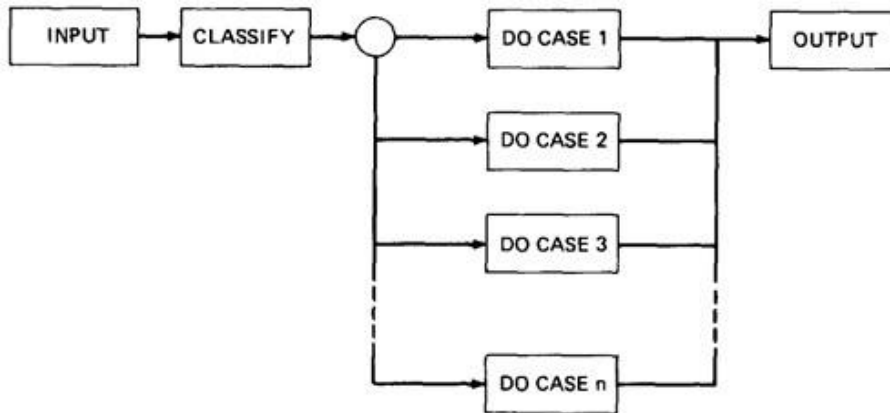 INPUT
CLASSIFY
DO CASE 1
OUTPUT
DO CASE 2
DO CASE 3
DO CASE n